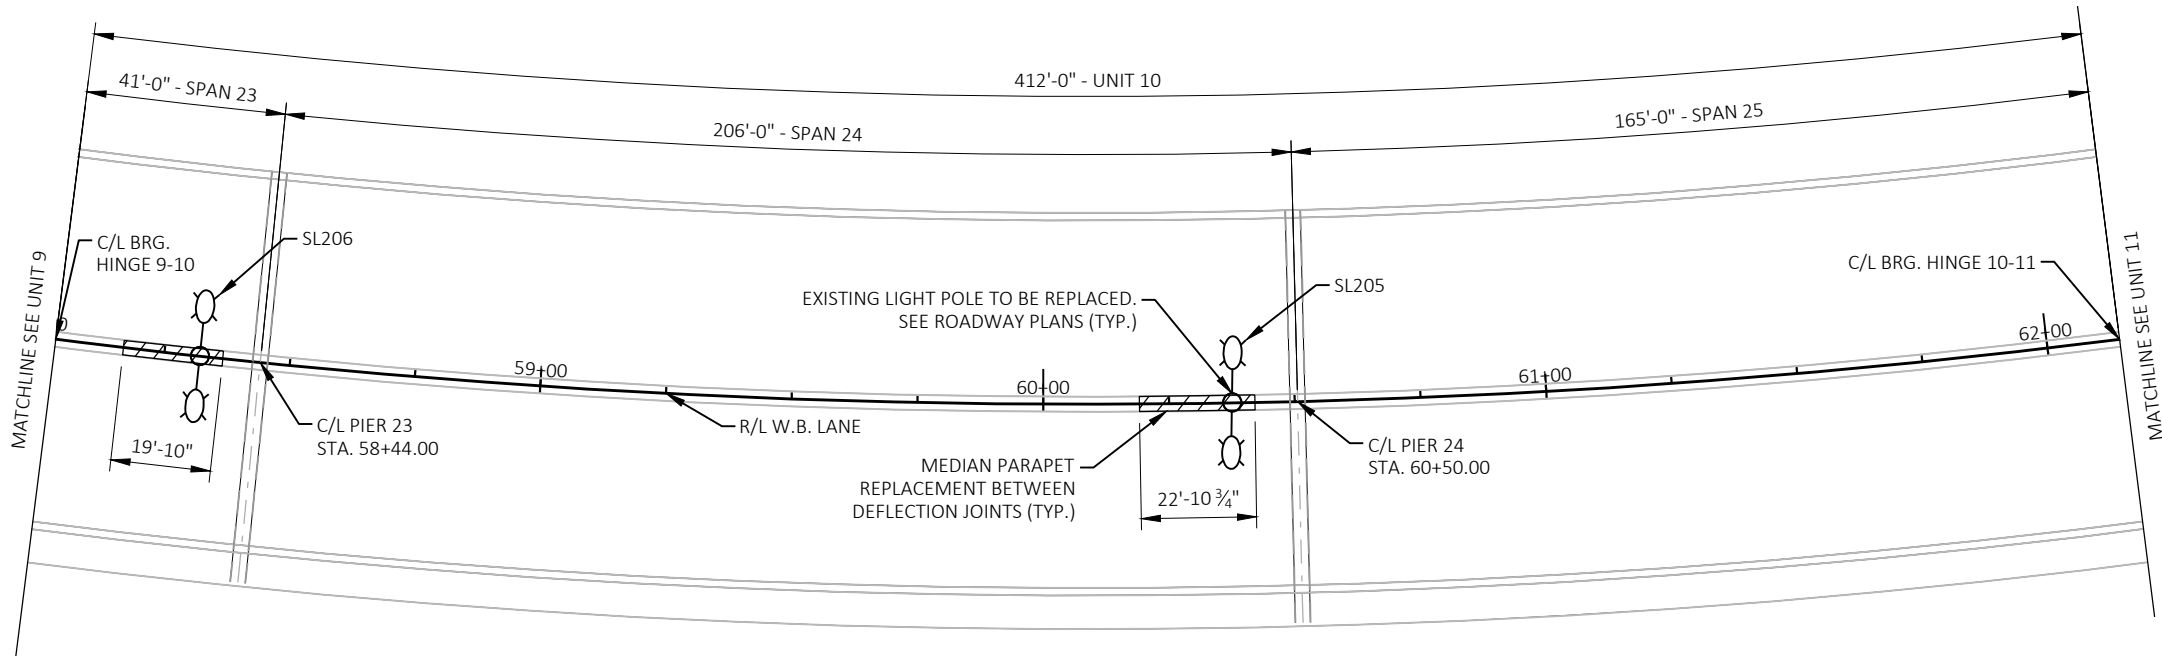 412'-0" - UNIT 10
41'-0" - SPAN 23
206'-0" - SPAN 24
165'-0" - SPAN 25
MATCHLINE SEE UNIT 9
C/L BRG.
HINGE 9-10
SL206
EXISTING LIGHT POLE TO BE REPLACED.
SEE ROADWAY PLANS (TYP.)
SL205
C/L BRG. HINGE 10-11
MATCHLINE SEE UNIT 11
0
59+00
60+00
61+00
62+00
C/L PIER 23
STA. 58+44.00
R/L W.B. LANE
19'-10"
MEDIAN PARAPET
REPLACEMENT BETWEEN
DEFLECTION JOINTS (TYP.)
22'-10 ¾"
C/L PIER 24
STA. 60+50.00